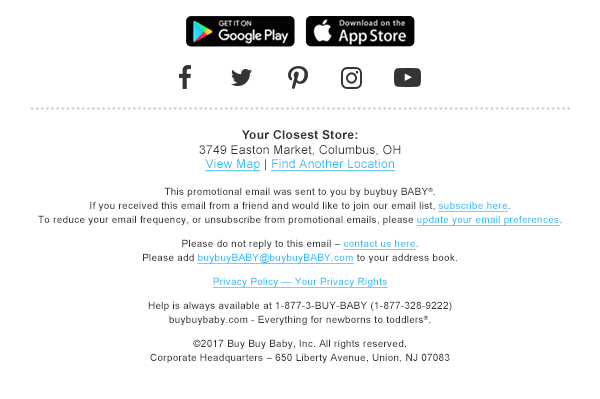 GET IT ON
Google Play
Download on the
App Store
Your Closest Store:
3749 Easton Market, Columbus, OH
View Map | Find Another Location
This promotional email was sent to you by buybuy BABY®.
If you received this email from a friend and would like to join our email list, subscribe here.
To reduce your email frequency, or unsubscribe from promotional emails, please update your email preferences.
Please do not reply to this email – contact us here.
Please add buybuyBABY@buybuyBABY.com to your address book.
Privacy Policy — Your Privacy Rights
Help is always available at 1-877-3-BUY-BABY (1-877-328-9222)
buybuybaby.com - Everything for newborns to toddlers®.
©2017 Buy Buy Baby, Inc. All rights reserved.
Corporate Headquarters – 650 Liberty Avenue, Union, NJ 07083